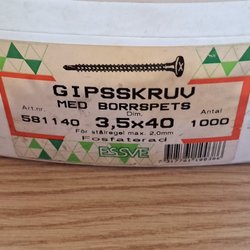 GIPSSKRUV
MED BORRSPETS
Art.nr. Dim. Antal
581140 3,5x40 1000
För stålregel max. 2.0mm
Fosfaterad
ESSVE